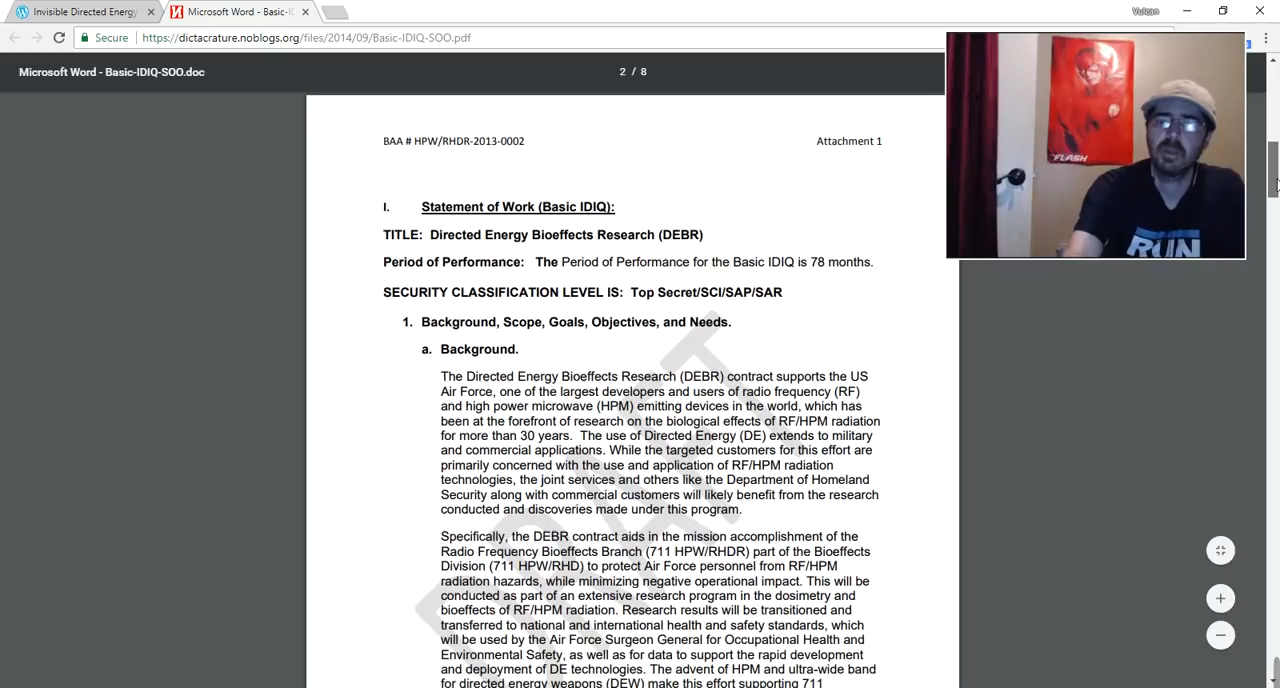 Invisible Directed Energy
Microsoft Word - Basic-ID
Vulcan
Secure
https://dictacrature.noblogs.org/files/2014/09/Basic-IDIQ-SOO.pdf
Microsoft Word - Basic-IDIQ-SOO.doc
2 / 8
FLASH
RUN
BAA # HPW/RHDR-2013-0002
Attachment 1
I. Statement of Work (Basic IDIQ):
TITLE: Directed Energy Bioeffects Research (DEBR)
Period of Performance: The Period of Performance for the Basic IDIQ is 78 months.
SECURITY CLASSIFICATION LEVEL IS: Top Secret/SCI/SAP/SAR
1. Background, Scope, Goals, Objectives, and Needs.
a. Background.
The Directed Energy Bioeffects Research (DEBR) contract supports the US
Air Force, one of the largest developers and users of radio frequency (RF)
and high power microwave (HPM) emitting devices in the world, which has
been at the forefront of research on the biological effects of RF/HPM radiation
for more than 30 years. The use of Directed Energy (DE) extends to military
and commercial applications. While the targeted customers for this effort are
primarily concerned with the use and application of RF/HPM radiation
technologies, the joint services and others like the Department of Homeland
Security along with commercial customers will likely benefit from the research
conducted and discoveries made under this program.
Specifically, the DEBR contract aids in the mission accomplishment of the
Radio Frequency Bioeffects Branch (711 HPW/RHDR) part of the Bioeffects
Division (711 HPW/RHD) to protect Air Force personnel from RF/HPM
radiation hazards, while minimizing negative operational impact. This will be
conducted as part of an extensive research program in the dosimetry and
bioeffects of RF/HPM radiation. Research results will be transitioned and
transferred to national and international health and safety standards, which
will be used by the Air Force Surgeon General for Occupational Health and
Environmental Safety, as well as for data to support the rapid development
and deployment of DE technologies. The advent of HPM and ultra-wide band
for directed energy weapons (DEW) make this effort supporting 711
DRAFT